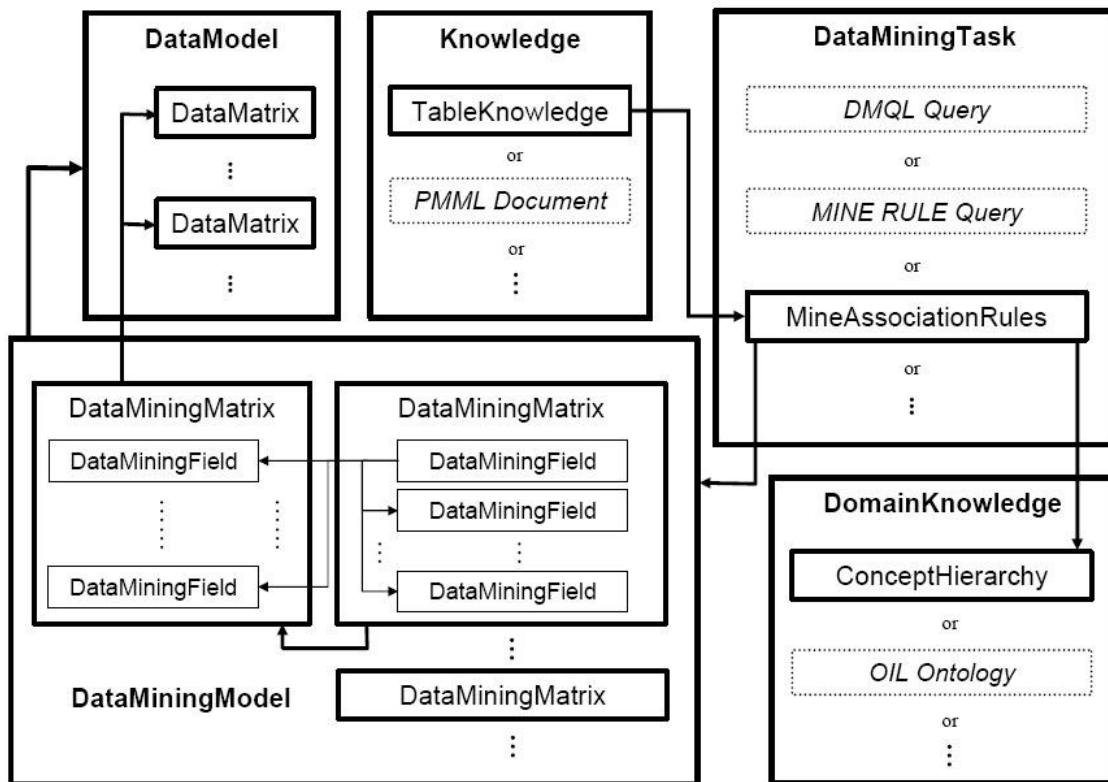 DataModel
DataMatrix
DataMatrix
Knowledge
TableKnowledge
or
PMML Document
or
DataMiningTask
DMQL Query
or
MINE RULE Query
or
MineAssociationRules
or
DataMiningMatrix
DataMiningField
DataMiningField
DataMiningMatrix
DataMiningField
DataMiningField
DataMiningField
DataMiningModel
DataMiningMatrix
DomainKnowledge
ConceptHierarchy
or
OIL Ontology
or